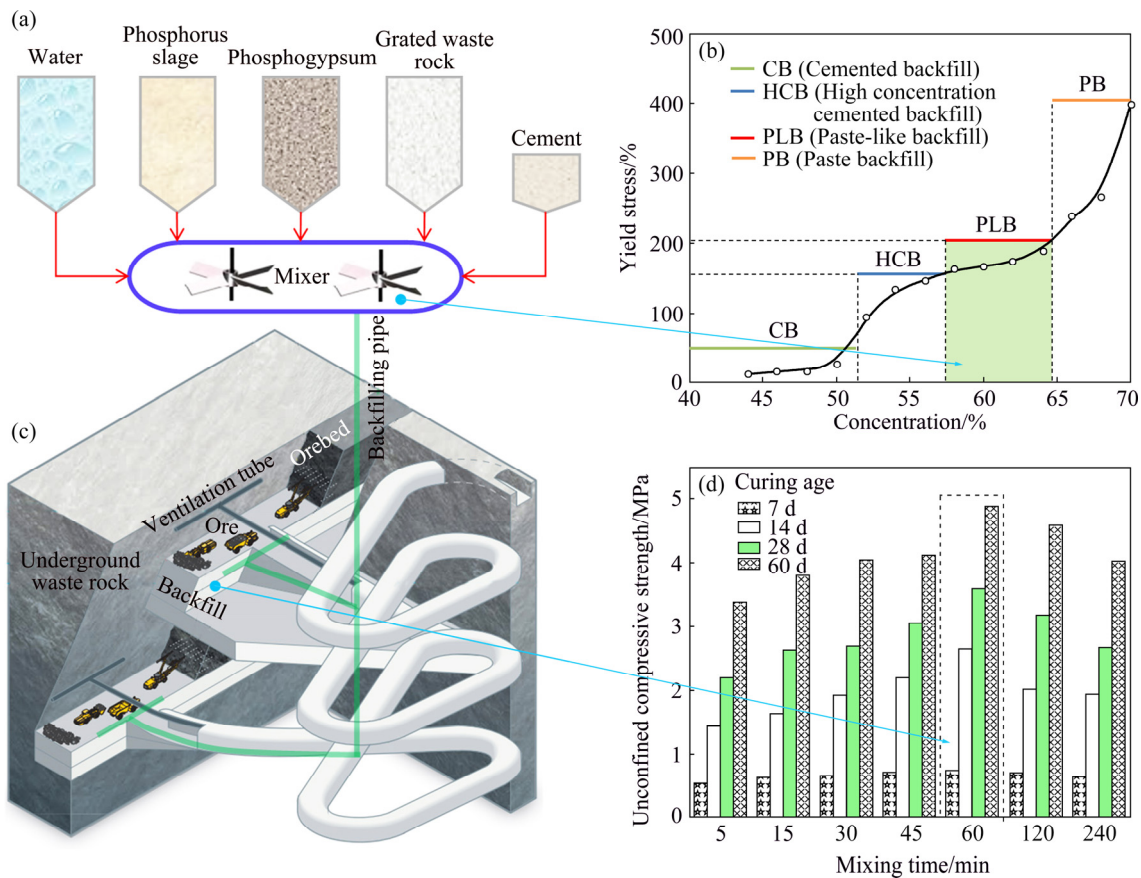 (a)
Water
Phosphorus
slage
Phosphogypsum
Grated waste
rock
Cement
Mixer
Backfilling pipe
(b)
500
400
300
200
100
0
Yield stress/%
CB (Cemented backfill)
HCB (High concentration
cemented backfill)
PLB (Paste-like backfill)
PB (Paste backfill)
CB
HCB
PLB
PB
40
45
50
55
60
65
70
Concentration/%
(c)
Orebed
Ventilation tube
Ore
Underground
waste rock
Backfill
(d)
Curing age
7 d
14 d
28 d
60 d
5
4
3
2
1
0
Unconfined compressive strength/MPa
5
15
30
45
60
120
240
Mixing time/min